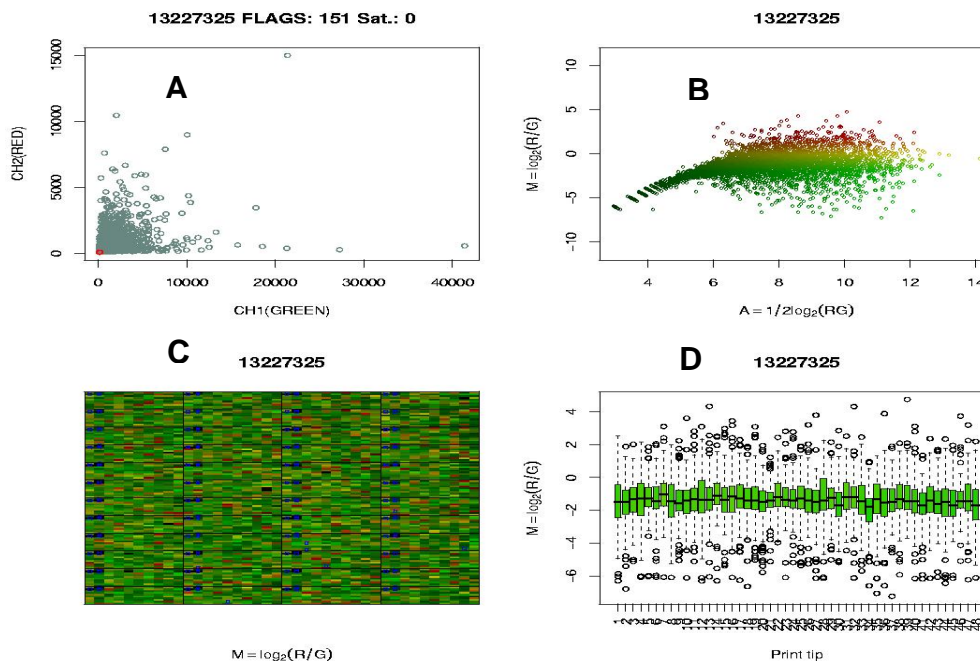 13227325 FLAGS: 151 Sat.: 0
A
CH2(RED)
0 5000 10000 15000
0 10000 20000 30000 40000
CH1(GREEN)
13227325
B
M = log2(R/G)
-10 -5 0 5 10
4 6 8 10 12 14
A = 1/2log2(RG)
C
13227325
M = log2(R/G)
D
13227325
M = log2(R/G)
-6 -4 -2 0 2 4
Print tip